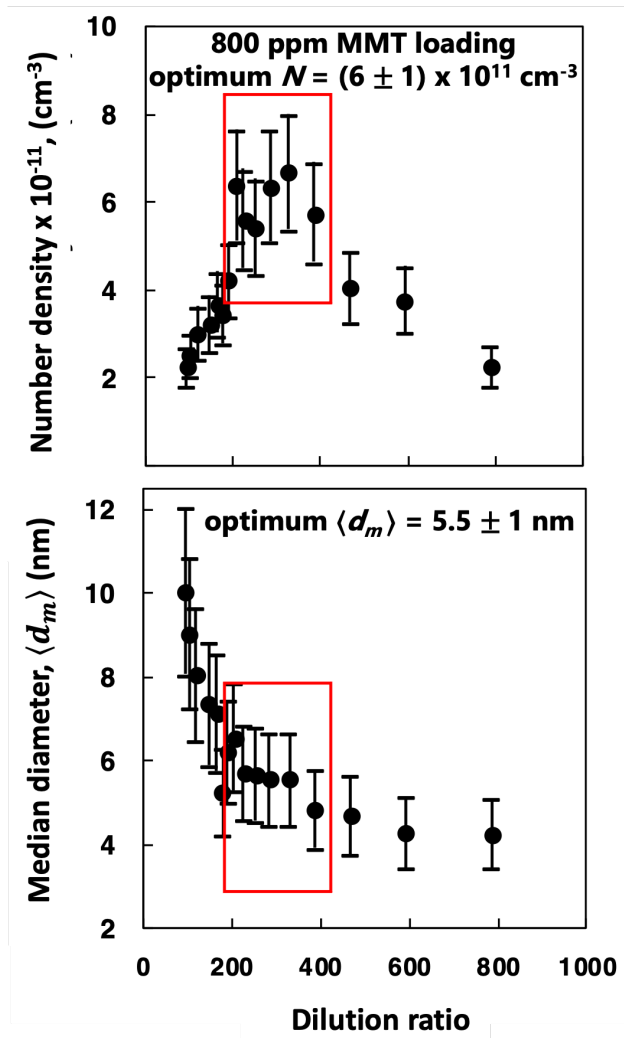 10
800 ppm MMT loading
optimum N = (6 ± 1) x 10¹¹ cm⁻³
8
6
4
2
Number density x 10⁻¹¹, (cm⁻³)
12
optimum ⟨dₘ⟩ = 5.5 ± 1 nm
10
8
6
4
2
Median diameter, ⟨dₘ⟩ (nm)
0 200 400 600 800 1000
Dilution ratio